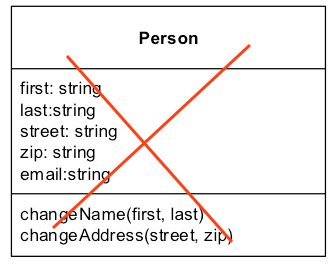 Person
first: string
last:string
street: string
zip: string
email:string
changeName(first, last)
changeAddress(street, zip)